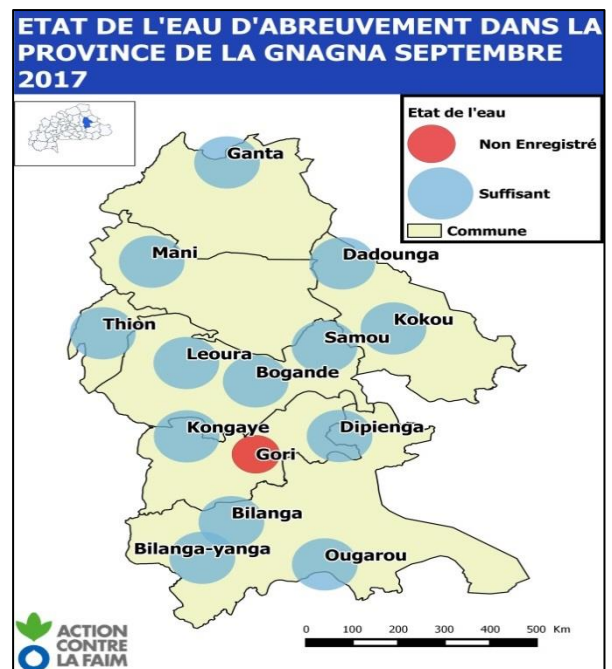 ETAT DE L'EAU D'ABREUVEMENT DANS LA
PROVINCE DE LA GNAGNA SEPTEMBRE
2017
Etat de l'eau
Non Enregistré
Suffisant
Commune
Ganta
Mani
Dadounga
Thion
Kokou
Samou
Leoura
Bogande
Kongaye
Dipienga
Gori
Bilanga
Bilanga-yanga
Ougarou
0 100 200 300 400 500 Km
ACTION
CONTRE
LA FAIM